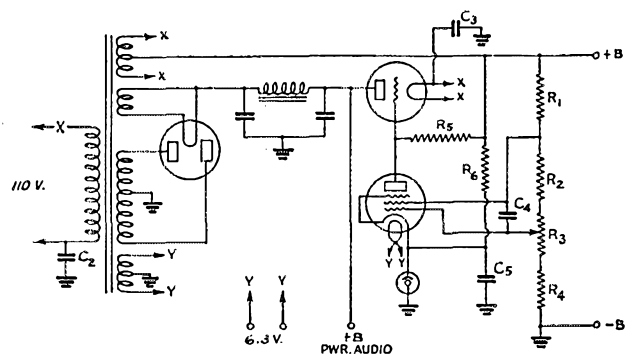 C3
X
+B
X
X
X
R1
X
R5
110 V.
R6
R2
C4
R3
Y
Y Y
C2
C5
R4
Y
6.3 V.
+B
PWR. AUDIO
-B